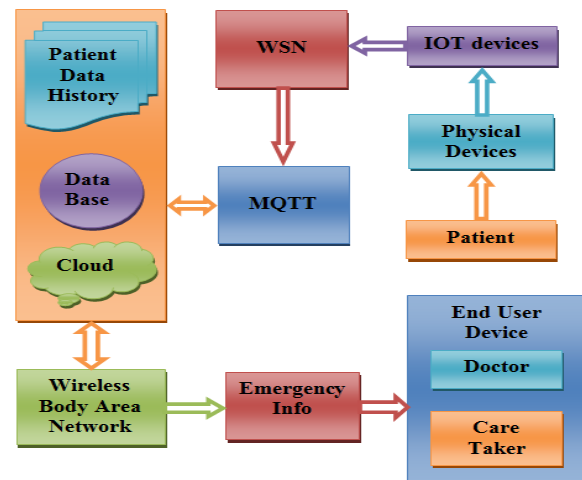 Patient
Data
History
Data
Base
Cloud
WSN
IOT devices
MQTT
Physical
Devices
Patient
Wireless
Body Area
Network
Emergency
Info
End User
Device
Doctor
Care
Taker